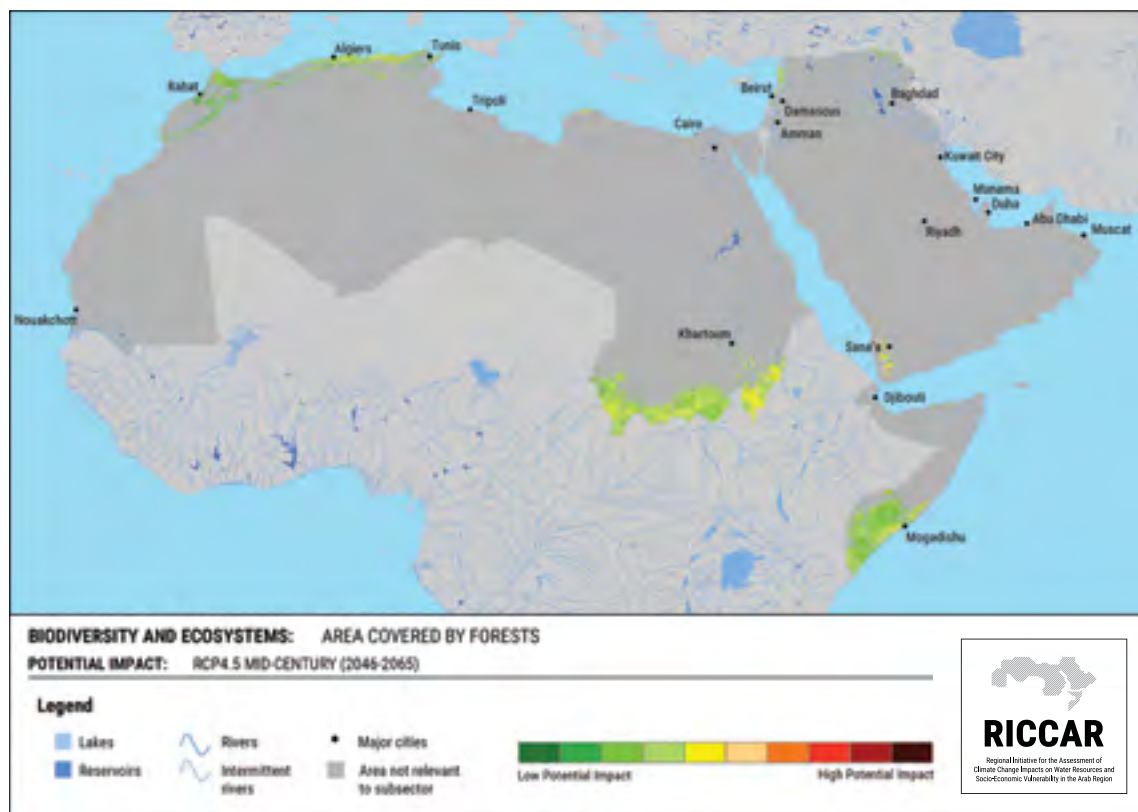 Algiers
Tunis
Rabat
Tripoli
Beirut
Damascus
Baghdad
Cairo
Amman
Kuwait City
Manama
Doha
Abu Dhabi
Riyadh
Muscat
Nouakchott
Khartoum
Sana'a
Djibouti
Mogadishu
BIODIVERSITY AND ECOSYSTEMS: AREA COVERED BY FORESTS
POTENTIAL IMPACT: RCP4.5 MID-CENTURY (2046-2065)
Legend
Lakes
Rivers
Major cities
Reservoirs
Intermittent
rivers
Area not relevant
to subsector
Low Potential Impact
High Potential Impact
RICCAR
Regional Initiative for the Assessment of
Climate Change Impacts on Water Resources and
Socio-Economic Vulnerability in the Arab Region